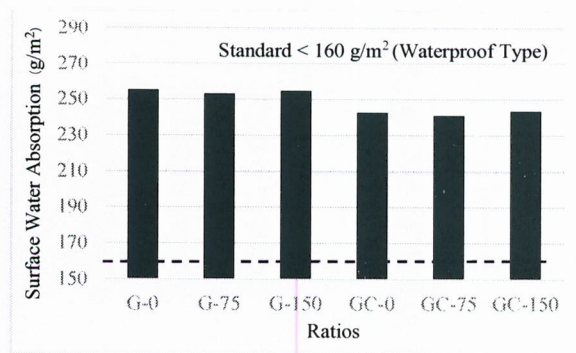 Surface Water Absorption (g/m²)
290
270
250
230
210
190
170
150
Standard < 160 g/m² (Waterproof Type)
G-0 G-75 G-150 GC-0 GC-75 GC-150
Ratios